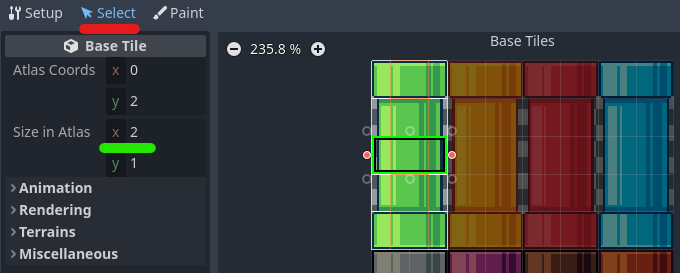 Setup Select Paint
Base Tile
Atlas Coords x 0
y 2
Size in Atlas x 2
y 1
Animation
Rendering
Terrains
Miscellaneous
235.8 %
Base Tiles